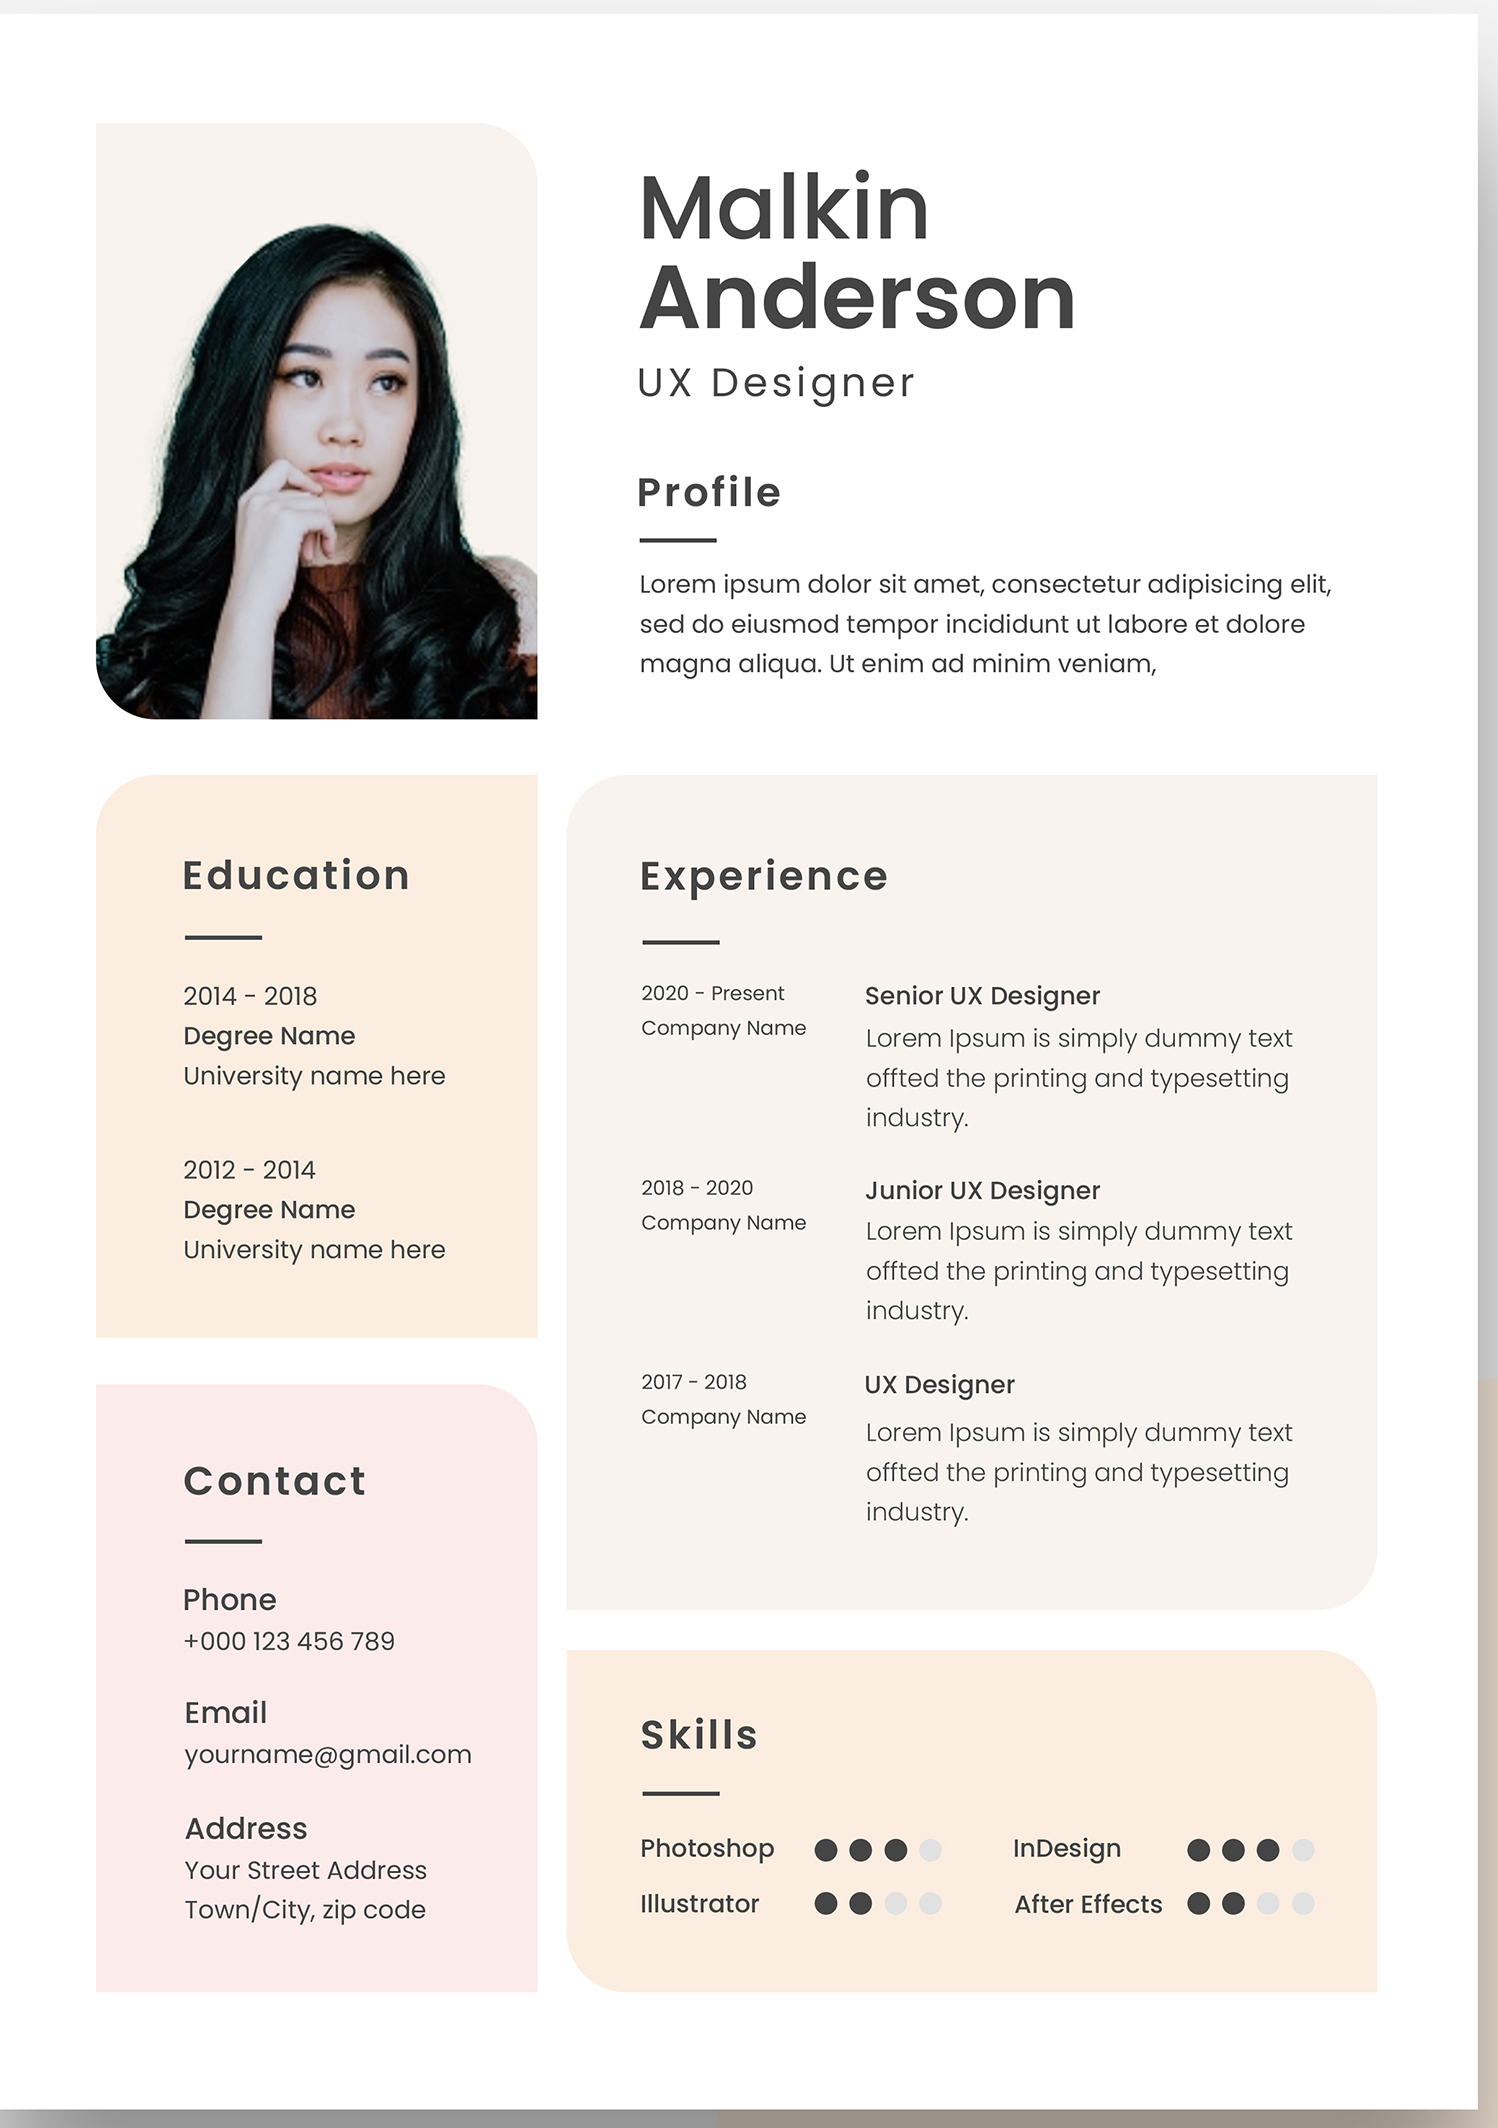 Malkin
Anderson
UX Designer
Profile
Lorem ipsum dolor sit amet, consectetur adipisicing elit,
sed do eiusmod tempor incididunt ut labore et dolore
magna aliqua. Ut enim ad minim veniam,
Education
2014 - 2018
Degree Name
University name here
2012 - 2014
Degree Name
University name here
Contact
Phone
+000 123 456 789
Email
yourname@gmail.com
Address
Your Street Address
Town/City, zip code
Experience
2020 - Present
Company Name
Senior UX Designer
Lorem Ipsum is simply dummy text
offted the printing and typesetting
industry.
2018 - 2020
Company Name
Junior UX Designer
Lorem Ipsum is simply dummy text
offted the printing and typesetting
industry.
2017 - 2018
Company Name
UX Designer
Lorem Ipsum is simply dummy text
offted the printing and typesetting
industry.
Skills
Photoshop
Illustrator
InDesign
After Effects